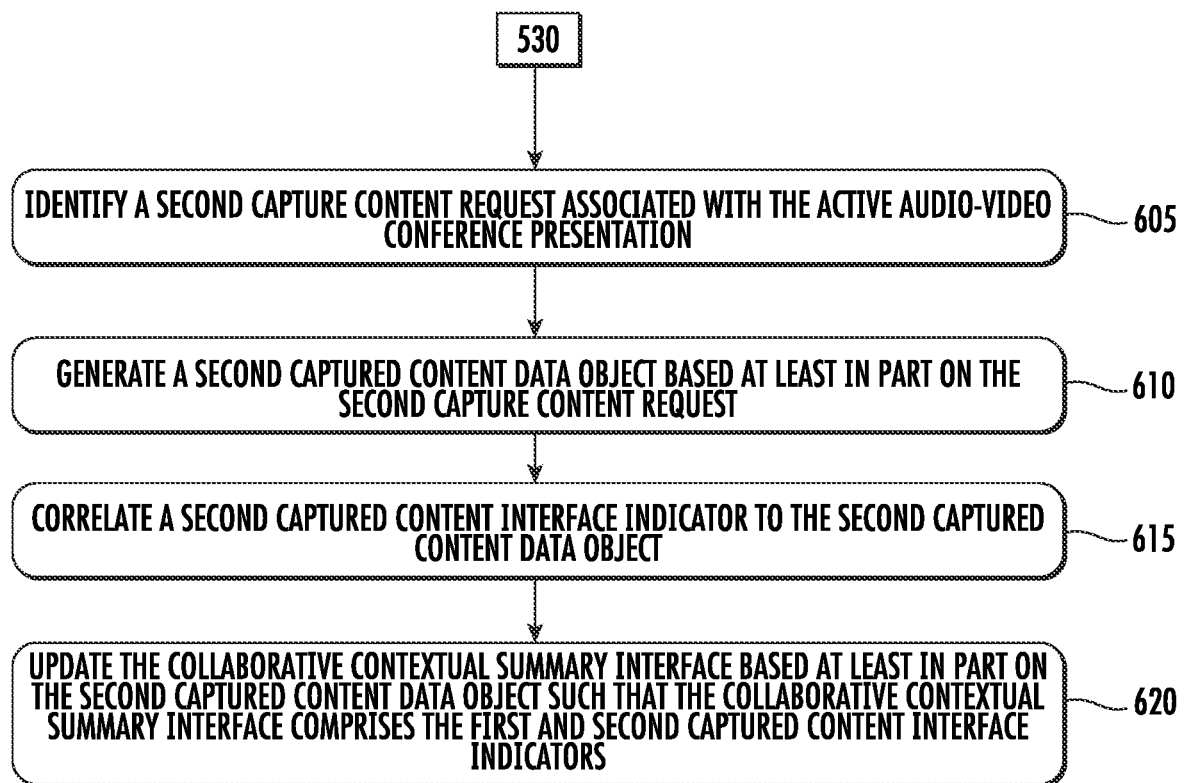 530
IDENTIFY A SECOND CAPTURE CONTENT REQUEST ASSOCIATED WITH THE ACTIVE AUDIO-VIDEO
CONFERENCE PRESENTATION
605
GENERATE A SECOND CAPTURED CONTENT DATA OBJECT BASED AT LEAST IN PART ON THE
SECOND CAPTURE CONTENT REQUEST
610
CORRELATE A SECOND CAPTURED CONTENT INTERFACE INDICATOR TO THE SECOND CAPTURED
CONTENT DATA OBJECT
615
UPDATE THE COLLABORATIVE CONTEXTUAL SUMMARY INTERFACE BASED AT LEAST IN PART ON
THE SECOND CAPTURED CONTENT DATA OBJECT SUCH THAT THE COLLABORATIVE CONTEXTUAL
SUMMARY INTERFACE COMPRISES THE FIRST AND SECOND CAPTURED CONTENT INTERFACE
INDICATORS
620